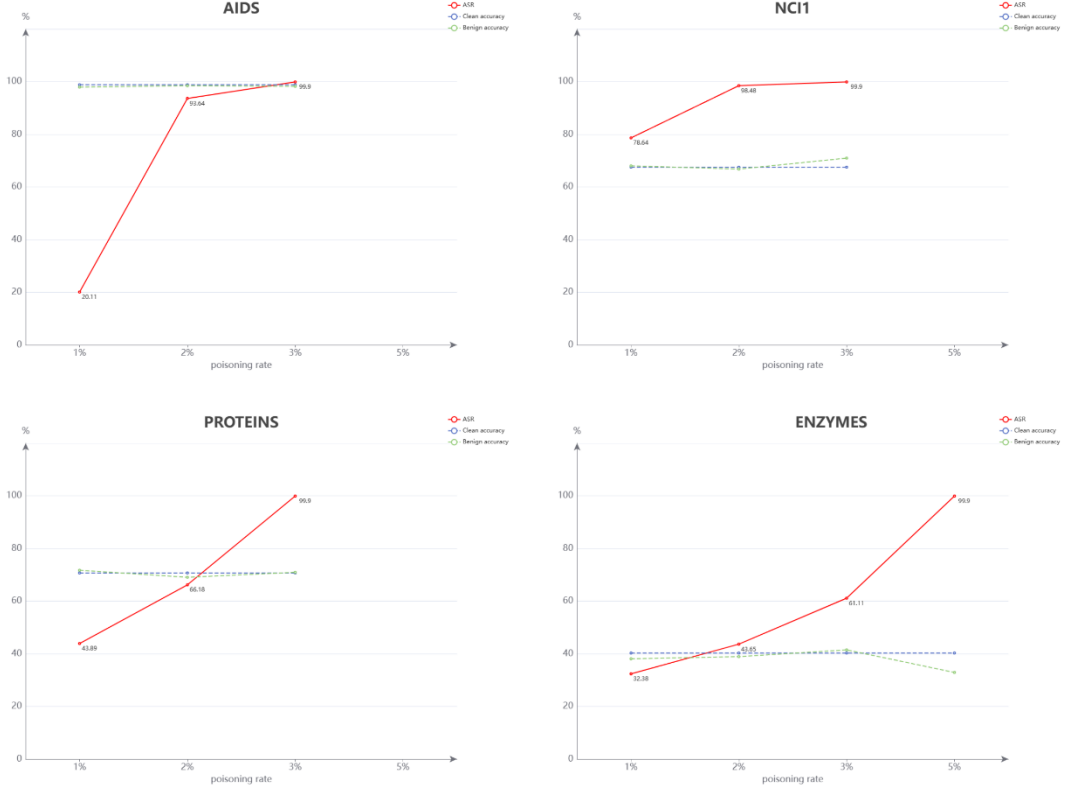 AIDS
%
ASR
Clean accuracy
Benign accuracy
100
80
60
40
20
0
99.9
93.64
20.11
1%
2%
3%
5%
poisoning rate
NCI1
%
ASR
Clean accuracy
Benign accuracy
100
80
60
40
20
0
78.64
98.48
99.9
1%
2%
3%
5%
poisoning rate
PROTEINS
%
ASR
Clean accuracy
Benign accuracy
100
80
60
40
20
0
43.89
66.18
99.9
1%
2%
3%
5%
poisoning rate
ENZYMES
%
ASR
Clean accuracy
Benign accuracy
100
80
60
40
20
0
32.38
43.65
61.11
99.9
1%
2%
3%
5%
poisoning rate